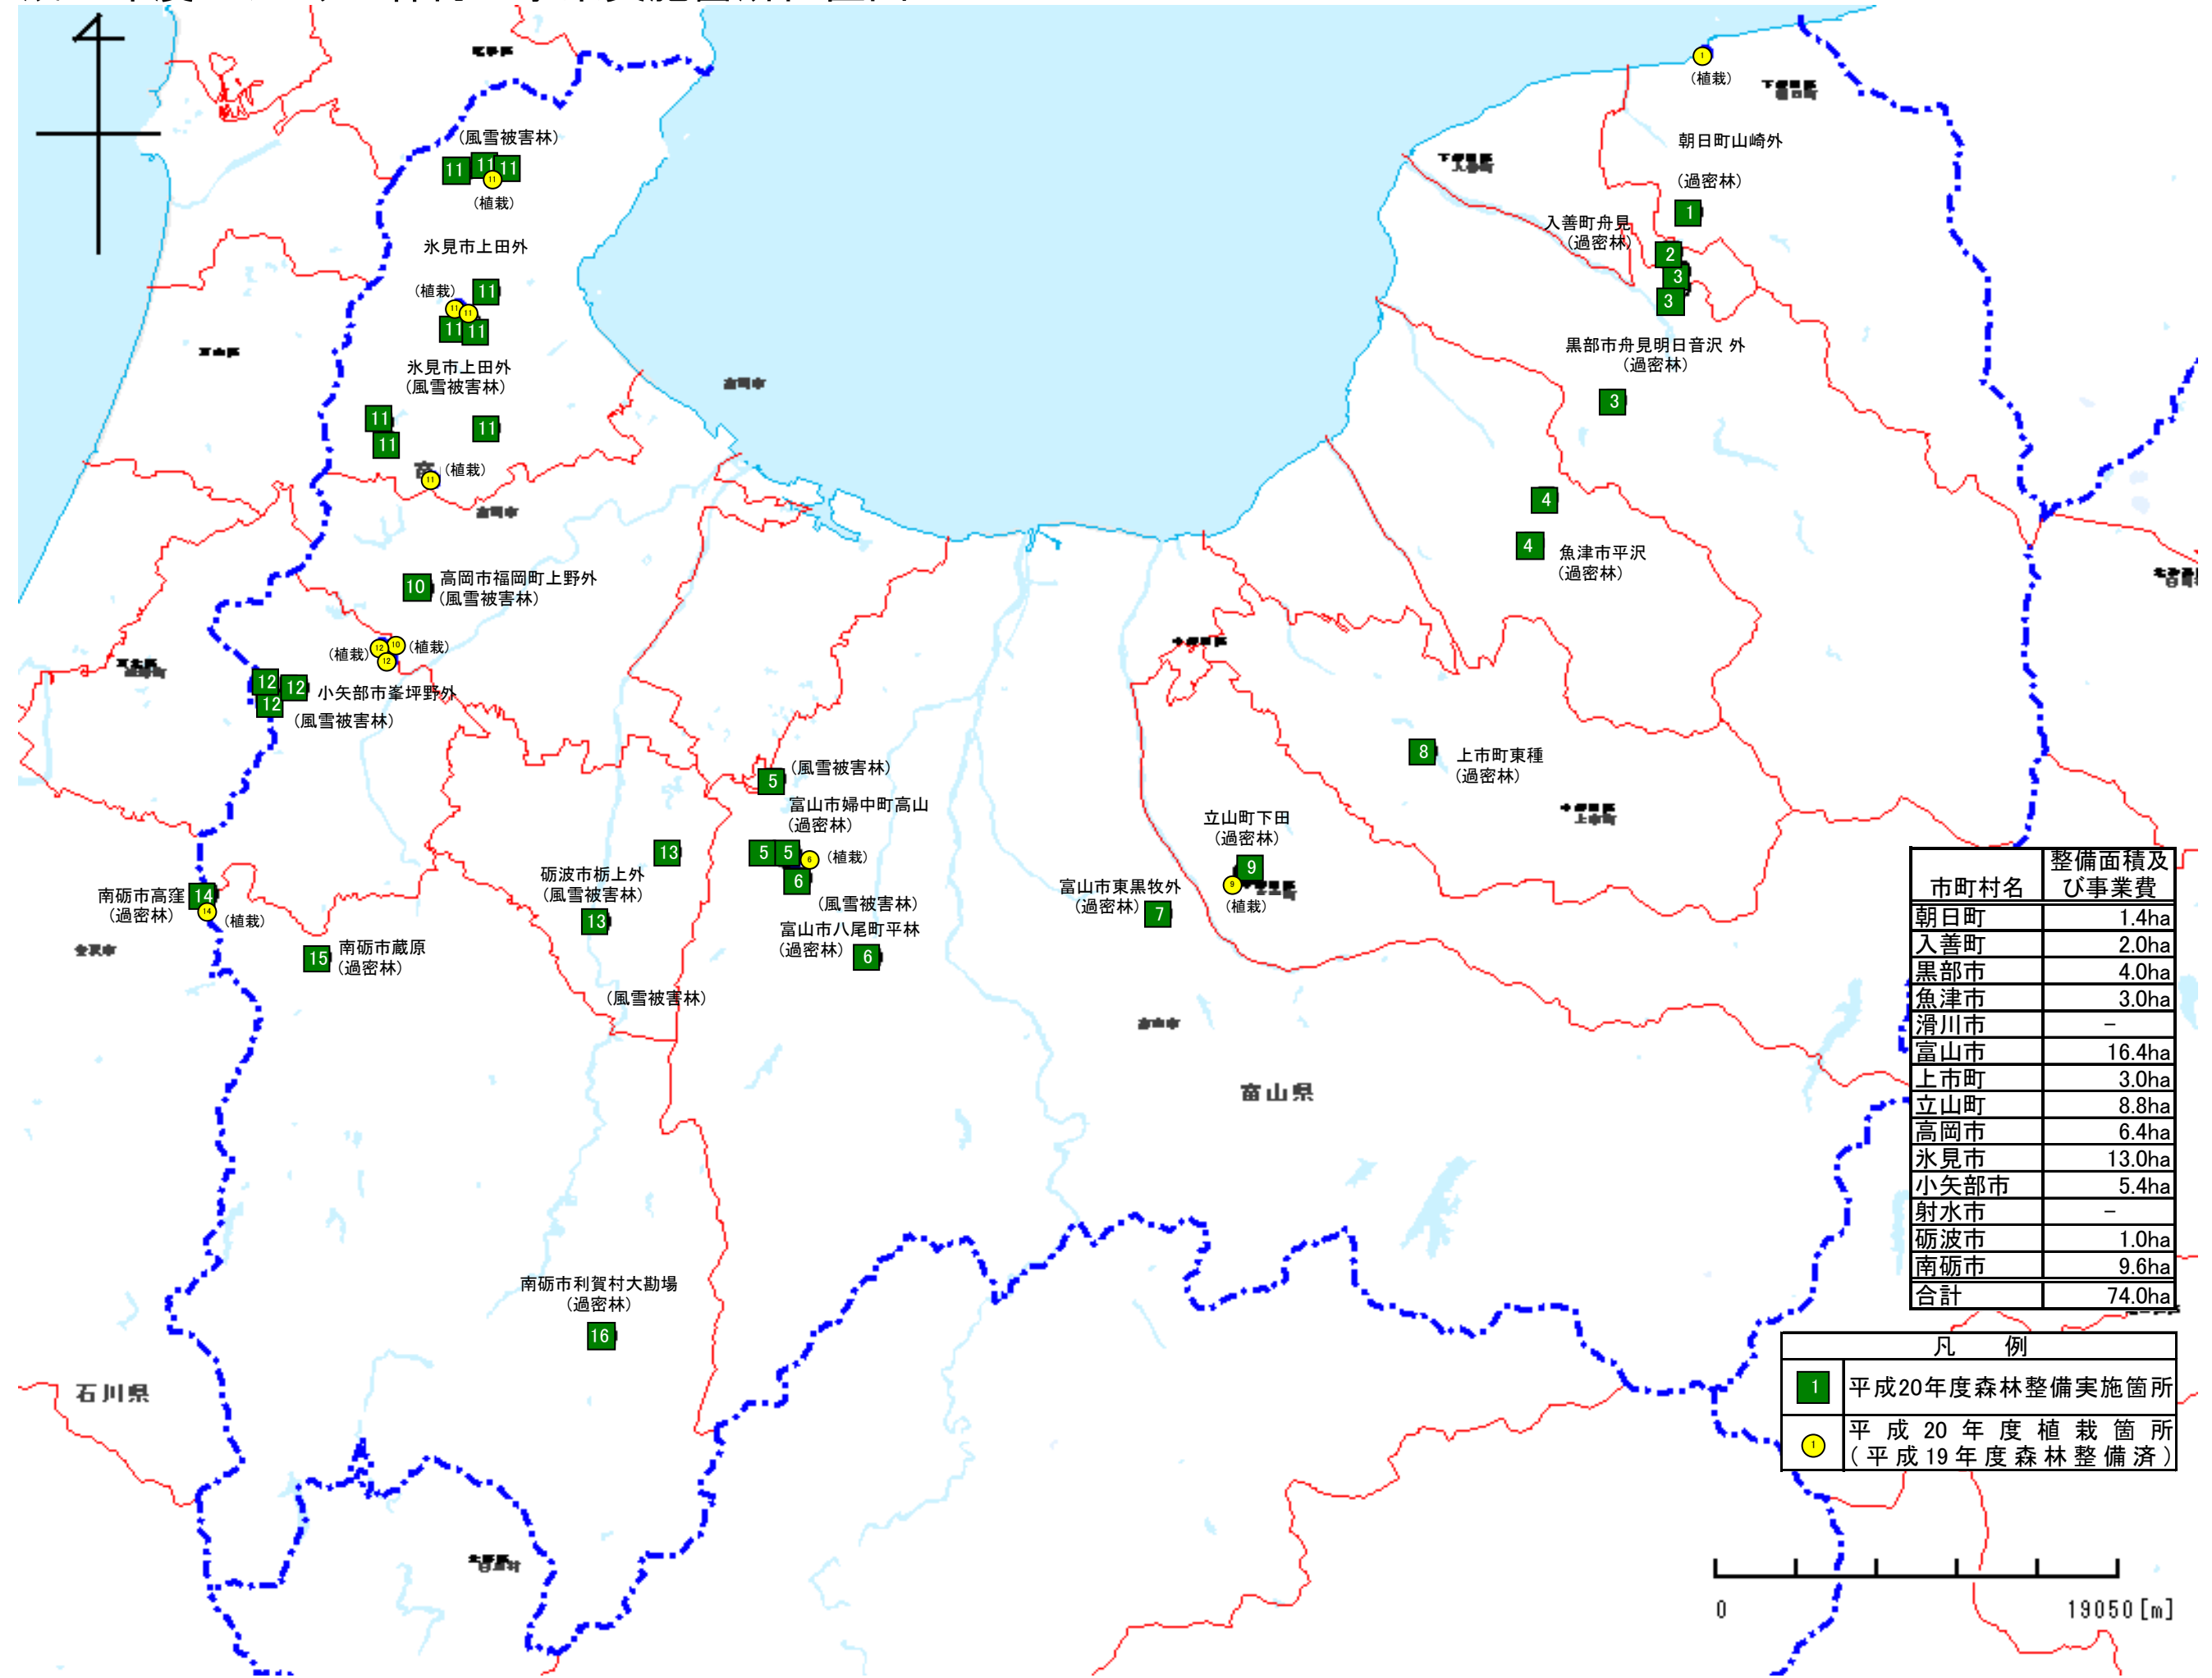 (植栽)
朝日町山崎外
(過密林)
1
入善町舟見
(過密林)
2
3
3
黒部市舟見明日音沢 外
(過密林)
3
4
4
魚津市平沢
(過密林)
(風雪被害林)
11
11
11
11
(植栽)
氷見市上田外
(植栽)
11
11
11
11
11
氷見市上田外
(風雪被害林)
11
11
11
11
(植栽)
10
高岡市福岡町上野外
(風雪被害林)
(植栽)
12
10
(植栽)
12
12
12
12
小矢部市峯坪野外
(風雪被害林)
8
上市町東種
(過密林)
5
(風雪被害林)
富山市婦中町高山
(過密林)
5
5
6
(植栽)
6
(風雪被害林)
富山市八尾町平林
(過密林)
6
立山町下田
(過密林)
9
9
(植栽)
富山市東黒牧外
(過密林)
7
13
砺波市栃上外
(風雪被害林)
13
(風雪被害林)
南砺市高窪
(過密林)
14
14
(植栽)
15
南砺市蔵原
(過密林)
富山県
南砺市利賀村大勘場
(過密林)
16
石川県
市町村名 整備面積及び事業費
朝日町 1.4ha
入善町 2.0ha
黒部市 4.0ha
魚津市 3.0ha
滑川市 −
富山市 16.4ha
上市町 3.0ha
立山町 8.8ha
高岡市 6.4ha
氷見市 13.0ha
小矢部市 5.4ha
射水市 −
砺波市 1.0ha
南砺市 9.6ha
合計 74.0ha
凡 例
1 平成20年度森林整備実施箇所
1 平成20年度植栽箇所
(平成19年度森林整備済)
0 19050[m]